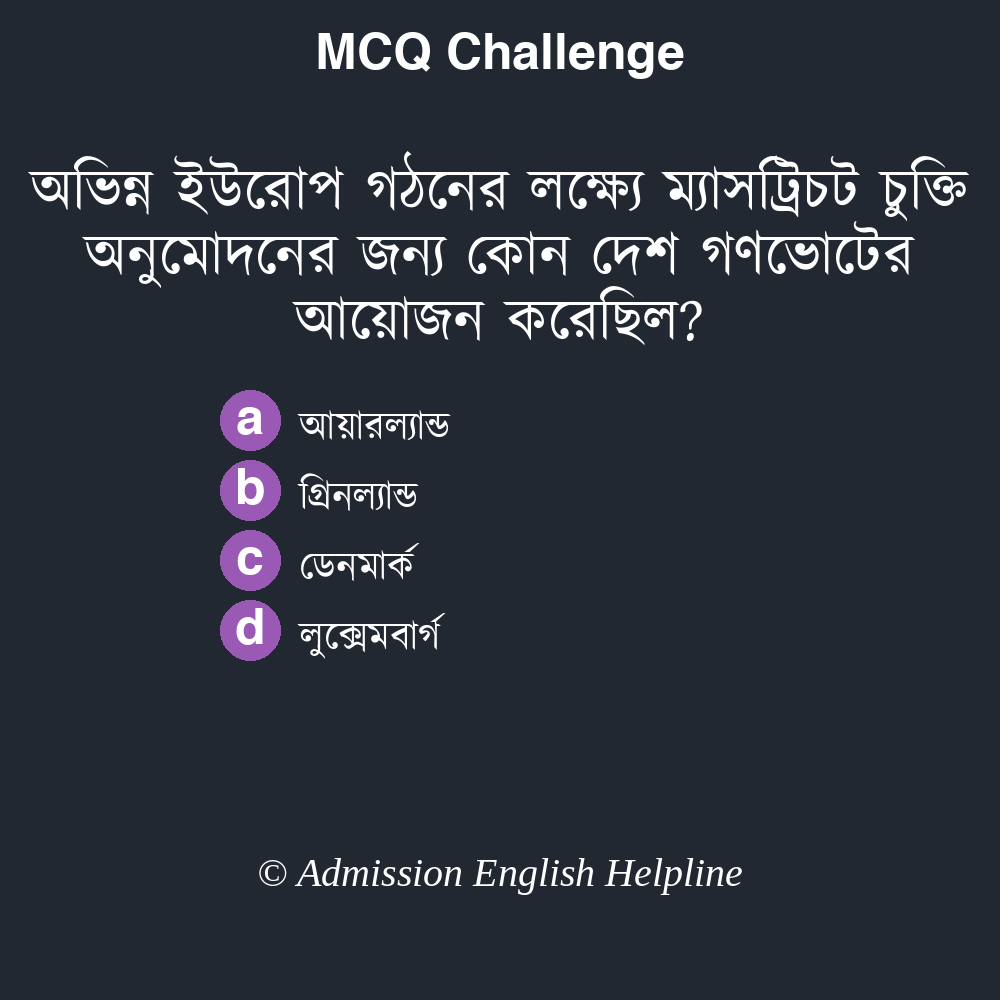 MCQ Challenge
অভিন্ন ইউরোপ গঠনের লক্ষ্যে ম্যাসট্রিচট চুক্তি
অনুমোদনের জন্য কোন দেশ গণভোটের
আয়োজন করেছিল?
a আয়ারল্যান্ড
b গ্রিনল্যান্ড
c ডেনমার্ক
d লুক্সেমবার্গ
© Admission English Helpline